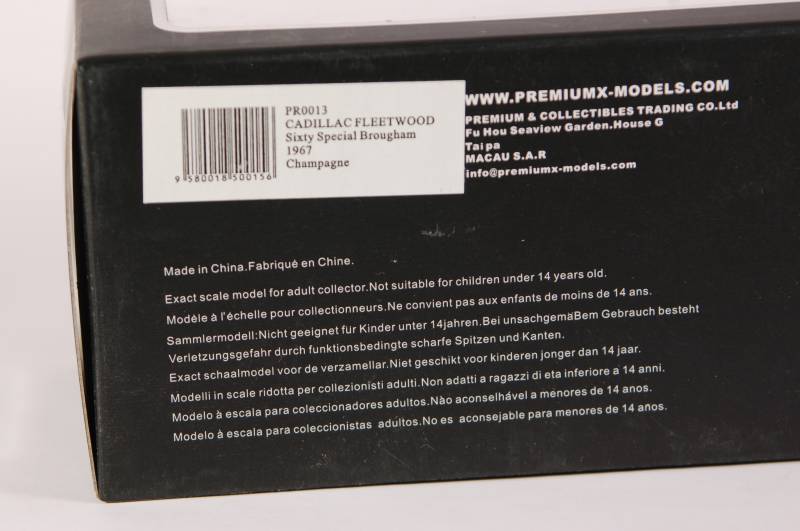 PR0013
CADILLAC FLEETWOOD
Sixty Special Brougham
1967
Champagne
9 580018 500156
WWW.PREMIUMX-MODELS.COM
PREMIUM & COLLECTIBLES TRADING CO.Ltd
Fu Hou Seaview Garden.House G
Taipa
MACAU S.A.R
info@premiumx-models.com
Made in China.Fabriquè en Chine.
Exact scale model for adult collector.Not suitable for children under 14 years old.
Modèle à l'échelle pour collectionneurs.Ne convient pas aux enfants de moins de 14 ans.
Sammlermodell:Nicht geeignet für Kinder unter 14jahren.Bei unsachgemäBem Gebrauch besteht
Verletzungsgefahr durch funktionsbedingte scharfe Spitzen und Kanten.
Exact schaalmodel voor de verzamellar.Niet geschikt voor kinderen jonger dan 14 jaar.
Modelli in scale ridotta per collezionisti adulti.Non adatti a ragazzi di eta inferiore a 14 anni.
Modelo à escala para coleccionadores adultos.Não aconselhável a menores de 14 anos.
Modelo à escala para coleccionistas adultos.No es aconsejable para menores de 14 anos.